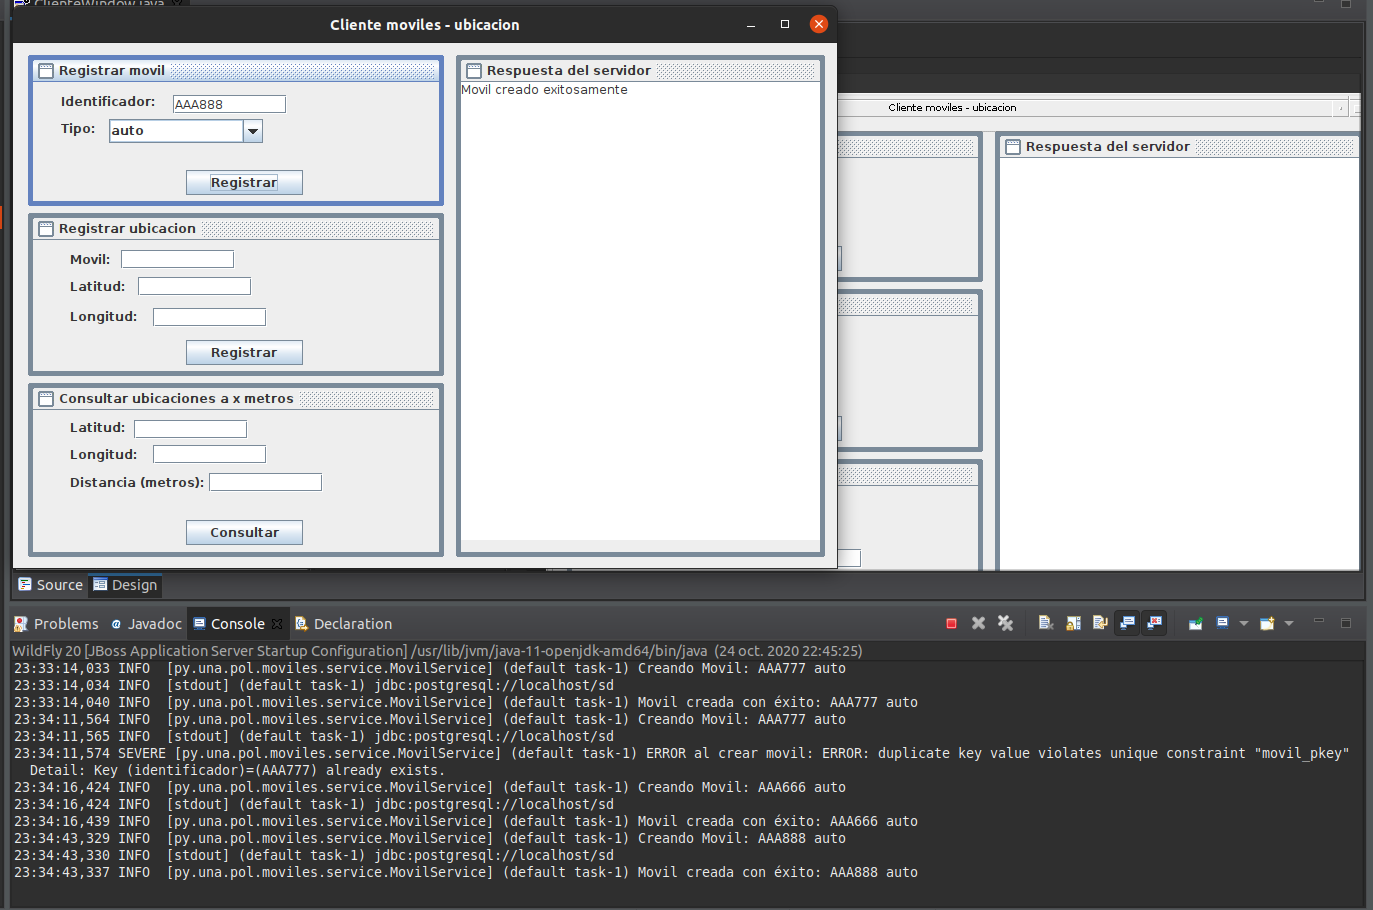 ClienteWindow.java
Cliente moviles - ubicacion
Registrar movil
Identificador: AAA888
Tipo: auto
Registrar
Registrar ubicacion
Movil:
Latitud:
Longitud:
Registrar
Consultar ubicaciones a x metros
Latitud:
Longitud:
Distancia (metros):
Consultar
Respuesta del servidor
Movil creado exitosamente
Cliente moviles - ubicacion
Respuesta del servidor
Source Design
Problems Javadoc Console Declaration
WildFly 20 [JBoss Application Server Startup Configuration] /usr/lib/jvm/java-11-openjdk-amd64/bin/java (24 oct. 2020 22:45:25)
23:33:14,033 INFO  [py.una.pol.moviles.service.MovilService] (default task-1) Creando Movil: AAA777 auto
23:33:14,034 INFO  [stdout] (default task-1) jdbc:postgresql://localhost/sd
23:33:14,040 INFO  [py.una.pol.moviles.service.MovilService] (default task-1) Movil creada con éxito: AAA777 auto
23:34:11,564 INFO  [py.una.pol.moviles.service.MovilService] (default task-1) Creando Movil: AAA777 auto
23:34:11,565 INFO  [stdout] (default task-1) jdbc:postgresql://localhost/sd
23:34:11,574 SEVERE [py.una.pol.moviles.service.MovilService] (default task-1) ERROR al crear movil: ERROR: duplicate key value violates unique constraint "movil_pkey"
Detail: Key (identificador)=(AAA777) already exists.
23:34:16,424 INFO  [py.una.pol.moviles.service.MovilService] (default task-1) Creando Movil: AAA666 auto
23:34:16,424 INFO  [stdout] (default task-1) jdbc:postgresql://localhost/sd
23:34:16,439 INFO  [py.una.pol.moviles.service.MovilService] (default task-1) Movil creada con éxito: AAA666 auto
23:34:43,329 INFO  [py.una.pol.moviles.service.MovilService] (default task-1) Creando Movil: AAA888 auto
23:34:43,330 INFO  [stdout] (default task-1) jdbc:postgresql://localhost/sd
23:34:43,337 INFO  [py.una.pol.moviles.service.MovilService] (default task-1) Movil creada con éxito: AAA888 auto